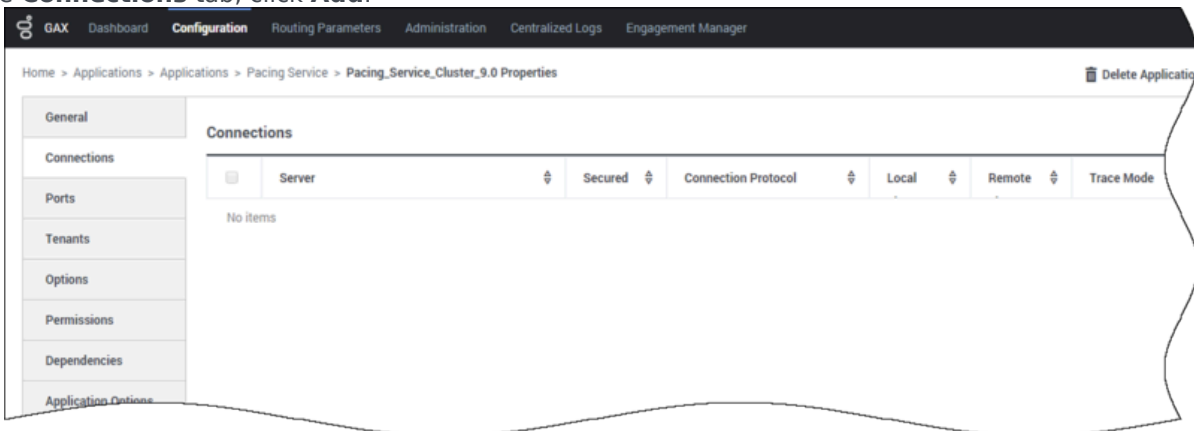 Connections tab, click Add.
GAX Dashboard Configuration Routing Parameters Administration Centralized Logs Engagement Manager
Home > Applications > Applications > Pacing Service > Pacing_Service_Cluster_9.0 Properties Delete Applicatio
General
Connections
Connections
Server Secured Connection Protocol Local Remote Trace Mode
Ports
No items
Tenants
Options
Permissions
Dependencies
Application Options